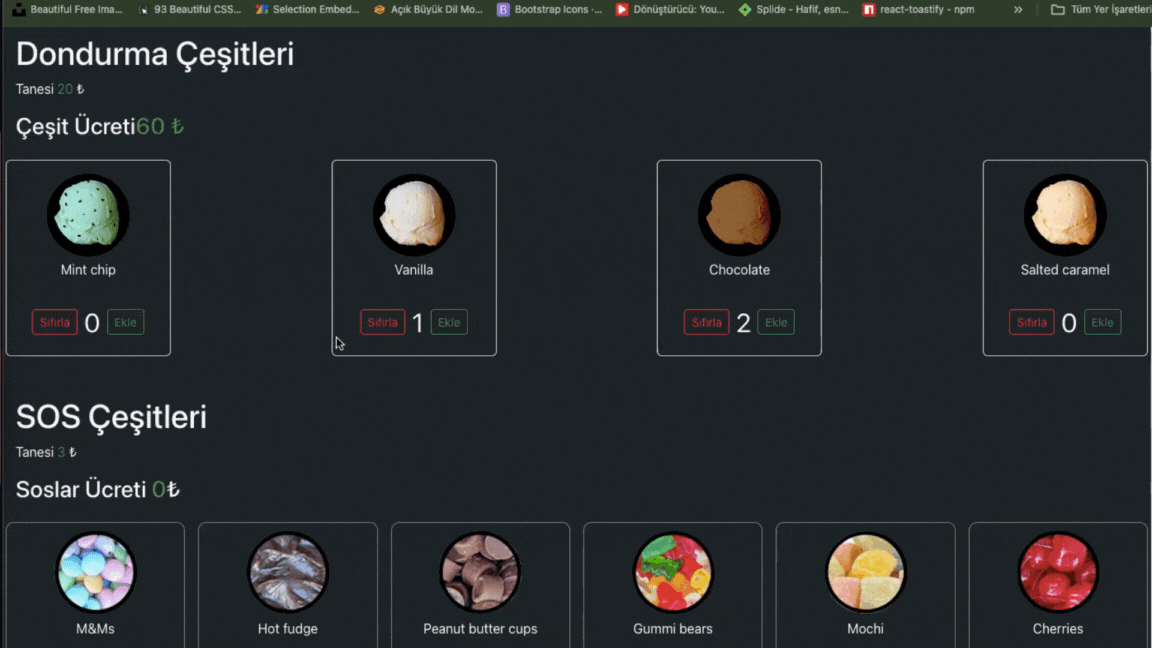 Beautiful Free Ima... 93 Beautiful CSS... Selection Embed... Açık Büyük Dil Mo... Bootstrap Icons ·... Dönüştürücü: You... Splide - Hafif, esn... react-toastify - npm » Tüm Yer İşaretleri
Dondurma Çeşitleri
Tanesi 20 ₺
Çeşit Ücreti60 ₺
Mint chip Vanilla Chocolate Salted caramel
Sıfırla 0 Ekle Sıfırla 1 Ekle Sıfırla 2 Ekle Sıfırla 0 Ekle
SOS Çeşitleri
Tanesi 3 ₺
Soslar Ücreti 0₺
M&Ms Hot fudge Peanut butter cups Gummi bears Mochi Cherries